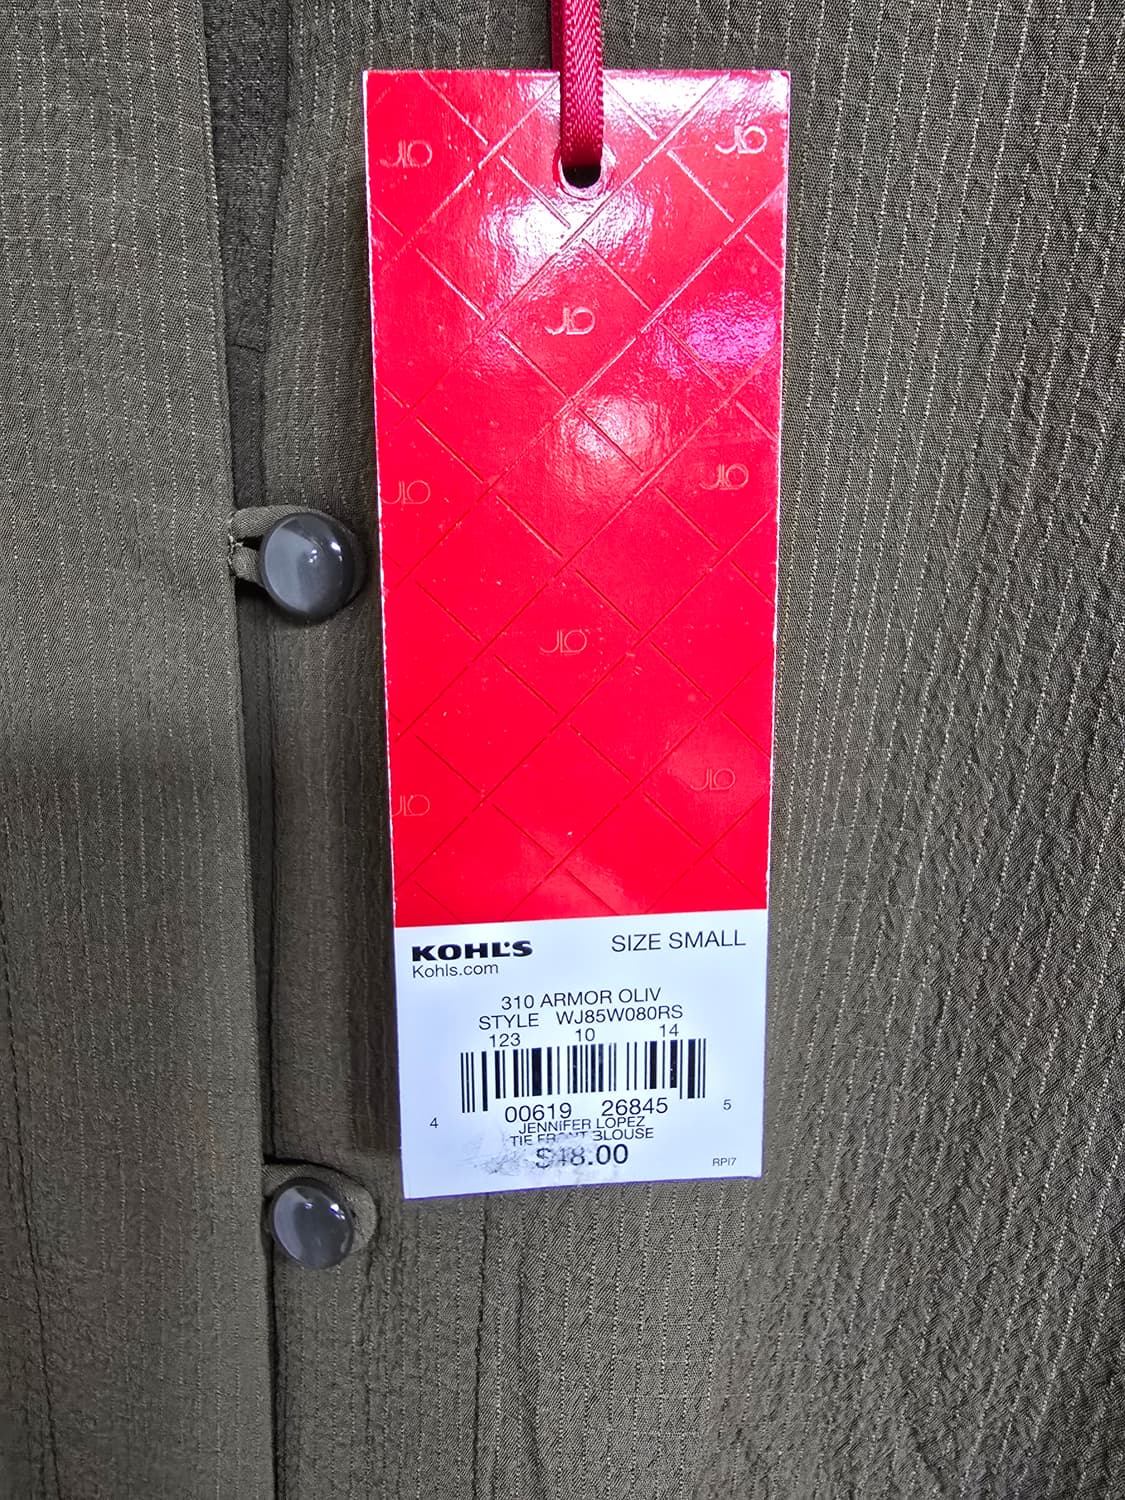 JLO JLO
JLO
JLO JLO
JLO
JLO JLO
KOHL'S SIZE SMALL
Kohls.com
310 ARMOR OLIV
STYLE WJ85W080RS
123 10 14
4 00619 26845 5
JENNIFER LOPEZ
TIE FRONT BLOUSE
$48.00
RPI7